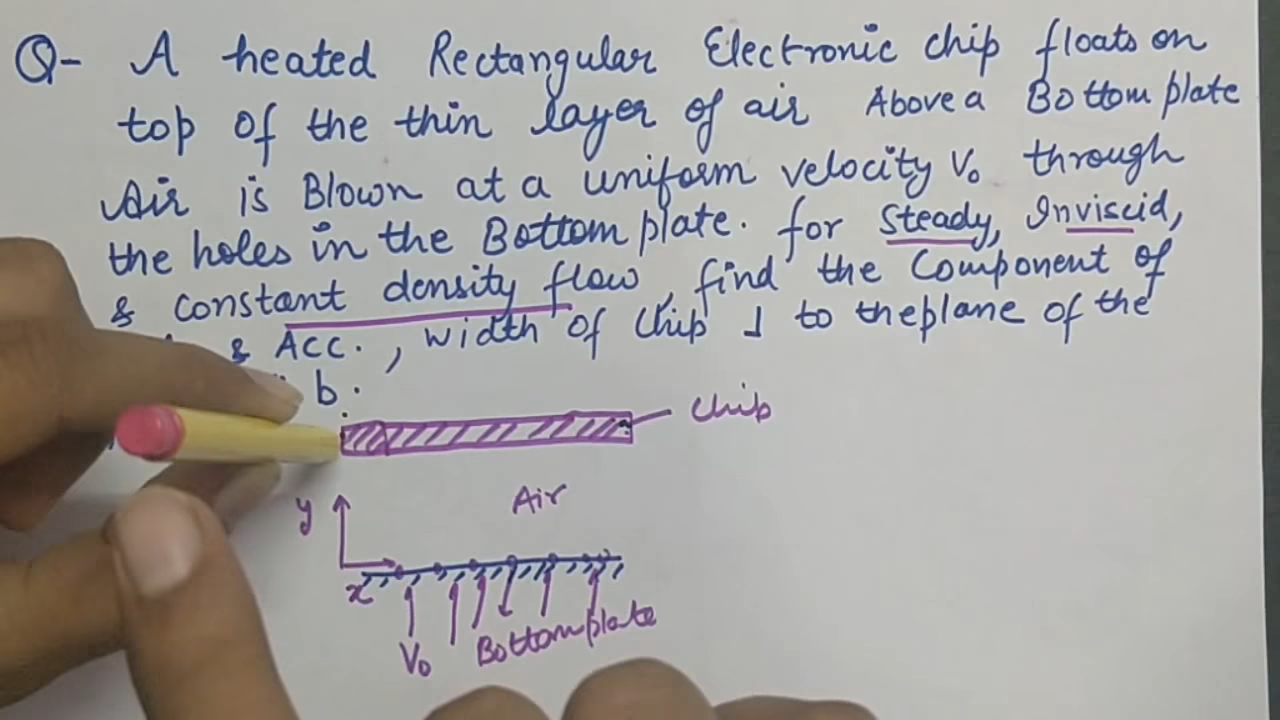 Q- A heated Rectangular Electronic chip floats on
top of the thin layer of air Above a Bottom plate
Air is Blown at a uniform velocity V₀ through
the holes in the Bottom plate. for Steady, Inviscid,
& constant density flow, find the Component of
& ACC., width of Chip ⊥ to the plane of the
b.
Chip
Air
y
x
V₀ Bottom plate